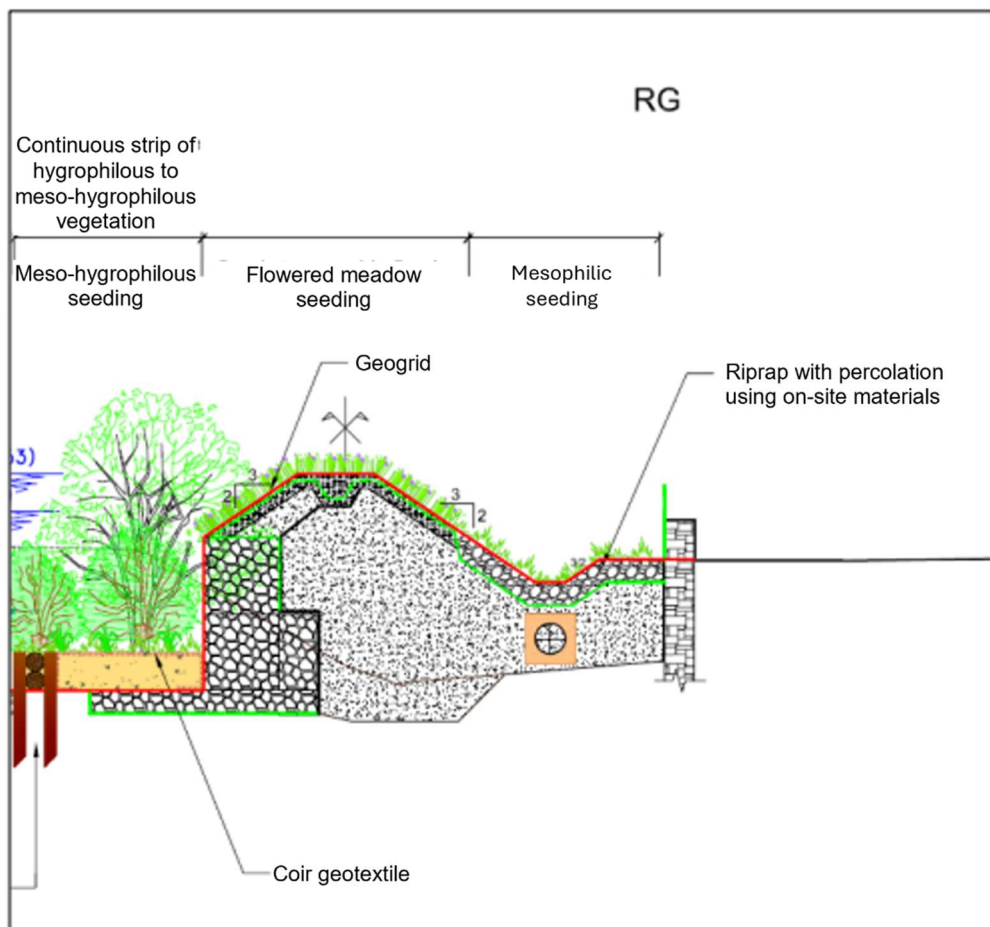 RG
Continuous strip of
hygrophilous to
meso-hygrophilous
vegetation
Meso-hygrophilous
seeding
Flowered meadow
seeding
Mesophilic
seeding
Geogrid
Riprap with percolation
using on-site materials
3)
3
2
3
2
Coir geotextile